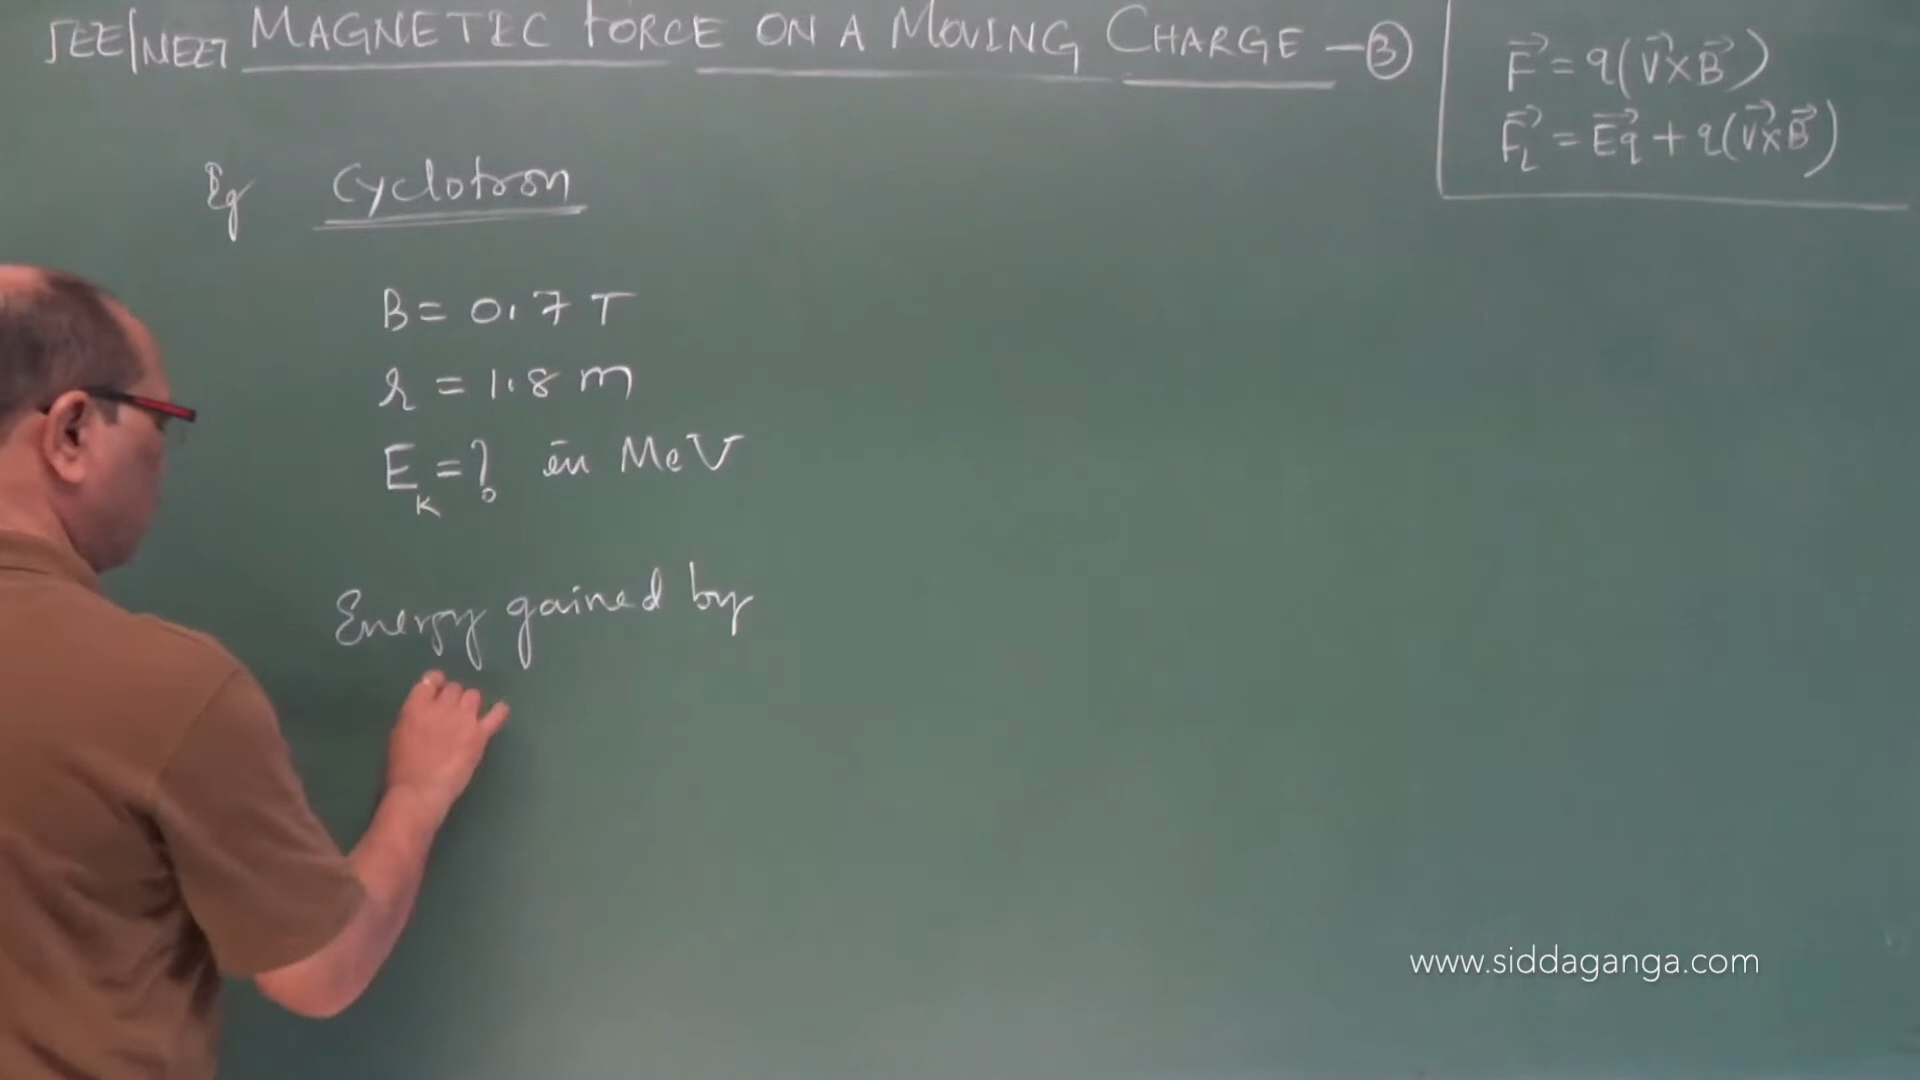 JEE/NEET MAGNETIC FORCE ON A MOVING CHARGE - 3
F⃗ = q(V⃗×B⃗)
F⃗L = E⃗q + q(V⃗×B⃗)
Eg Cyclotron
B = 0.7 T
r = 1.8 m
EK = ? in MeV
Energy gained by
www.siddaganga.com